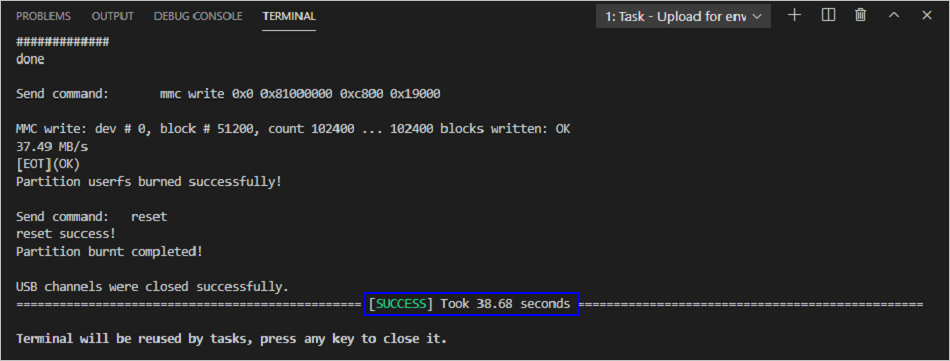 PROBLEMS OUTPUT DEBUG CONSOLE TERMINAL 1: Task - Upload for env
#############
done
Send command: mmc write 0x0 0x81000000 0xc800 0x19000
MMC write: dev # 0, block # 51200, count 102400 ... 102400 blocks written: OK
37.49 MB/s
[EOT](OK)
Partition userfs burned successfully!
Send command: reset
reset success!
Partition burnt completed!
USB channels were closed successfully.
================================================ [SUCCESS] Took 38.68 seconds ================================================
Terminal will be reused by tasks, press any key to close it.